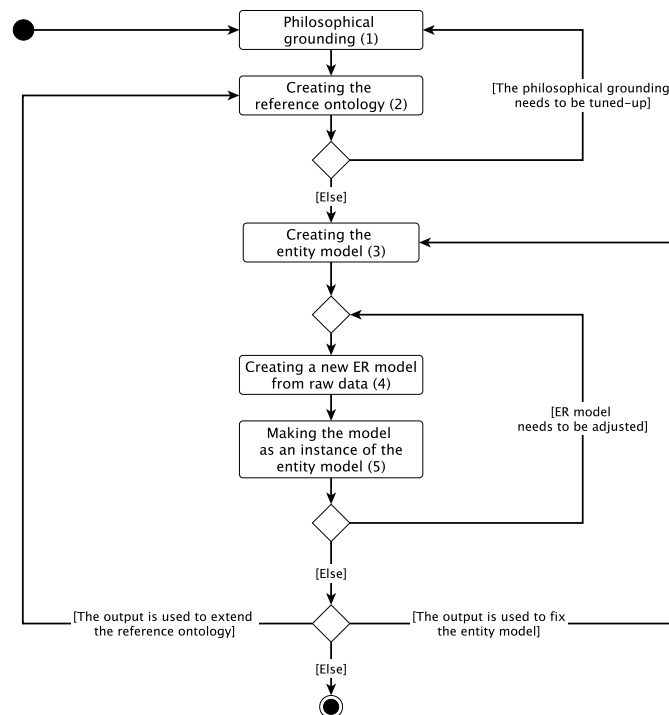 Philosophical
grounding (1)
Creating the
reference ontology (2)
[The philosophical grounding
needs to be tuned-up]
[Else]
Creating the
entity model (3)
Creating a new ER model
from raw data (4)
[ER model
needs to be adjusted]
Making the model
as an instance of the
entity model (5)
[Else]
[The output is used to extend
the reference ontology]
[The output is used to fix
the entity model]
[Else]